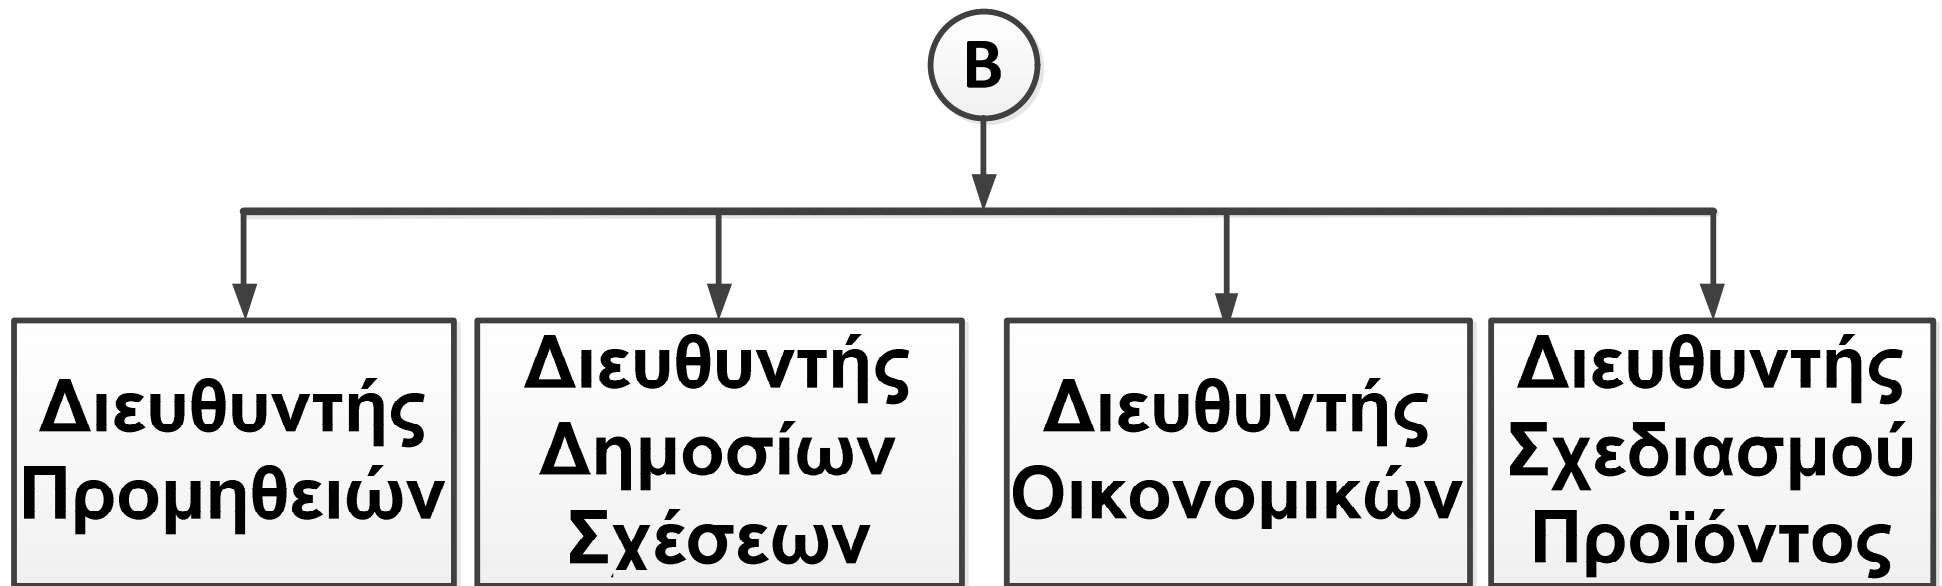 B
Διευθυντής
Προμηθειών
Διευθυντής
Δημοσίων
Σχέσεων
Διευθυντής
Οικονομικών
Διευθυντής
Σχεδιασμού
Προϊόντος